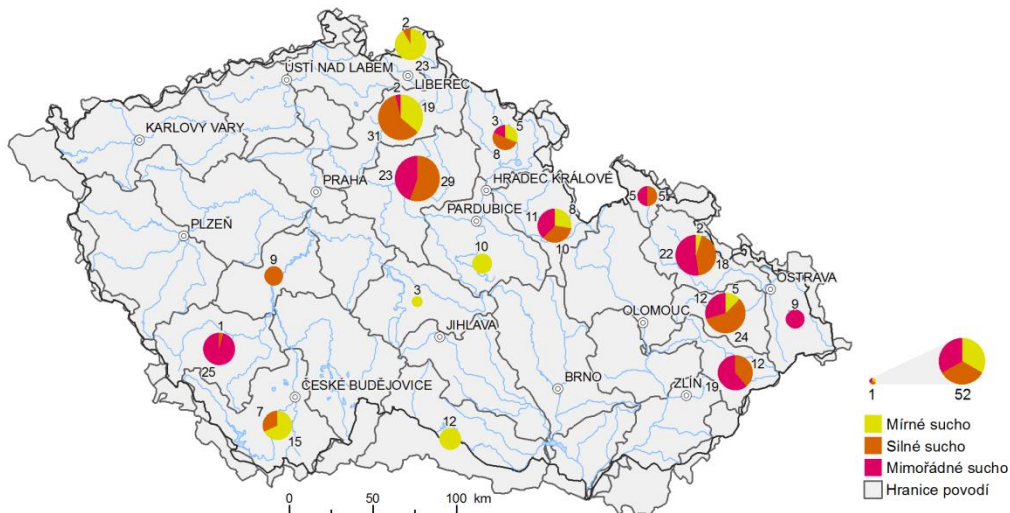 2
ÚSTÍ NAD LABEM
23
LIBEREC
2
19
31
KARLOVY VARY
3
5
8
23
29
HRADEC KRÁLOVÉ
PRAHA
5
5
PARDUBICE
11
8
10
PLZEŇ
2
22
18
10
9
OSTRAVA
3
12
5
24
OLOMOUC
9
JIHLAVA
1
25
12
19
ZLÍN
BRNO
ČESKÉ BUDĚJOVICE
7
15
12
1
52
Mírné sucho
Silné sucho
Mimořádné sucho
Hranice povodí
0 50 100 km